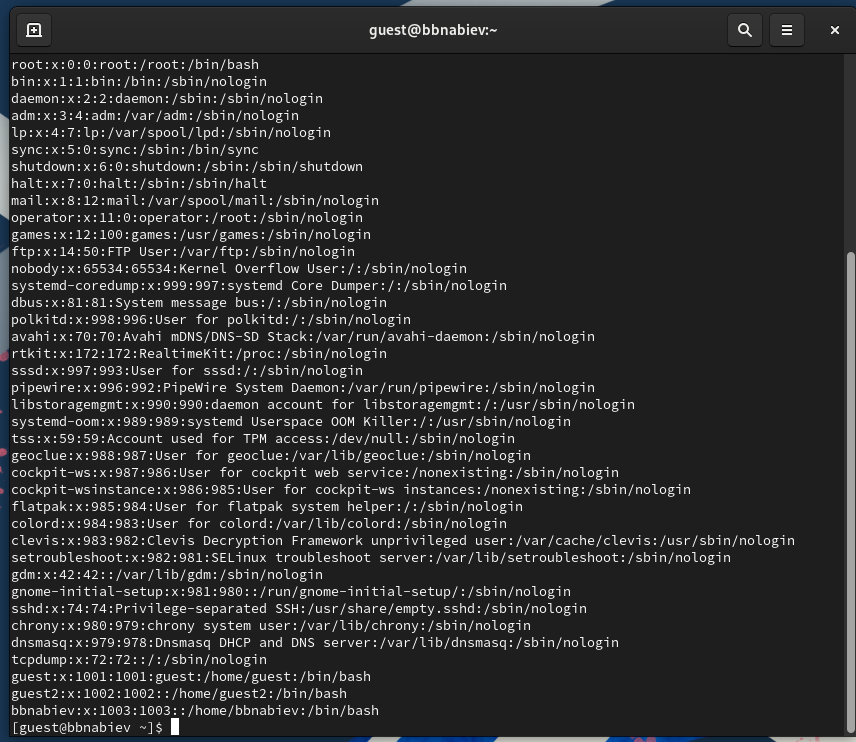 guest@bbnabiev:~
root:x:0:0:root:/root:/bin/bash
bin:x:1:1:bin:/bin:/sbin/nologin
daemon:x:2:2:daemon:/sbin:/sbin/nologin
adm:x:3:4:adm:/var/adm:/sbin/nologin
lp:x:4:7:lp:/var/spool/lpd:/sbin/nologin
sync:x:5:0:sync:/sbin:/bin/sync
shutdown:x:6:0:shutdown:/sbin:/sbin/shutdown
halt:x:7:0:halt:/sbin:/sbin/halt
mail:x:8:12:mail:/var/spool/mail:/sbin/nologin
operator:x:11:0:operator:/root:/sbin/nologin
games:x:12:100:games:/usr/games:/sbin/nologin
ftp:x:14:50:FTP User:/var/ftp:/sbin/nologin
nobody:x:65534:65534:Kernel Overflow User:/:/sbin/nologin
systemd-coredump:x:999:997:systemd Core Dumper:/:/sbin/nologin
dbus:x:81:81:System message bus:/:/sbin/nologin
polkitd:x:998:996:User for polkitd:/:/sbin/nologin
avahi:x:70:70:Avahi mDNS/DNS-SD Stack:/var/run/avahi-daemon:/sbin/nologin
rtkit:x:172:172:RealtimeKit:/proc:/sbin/nologin
sssd:x:997:993:User for sssd:/:/sbin/nologin
pipewire:x:996:992:PipeWire System Daemon:/var/run/pipewire:/sbin/nologin
libstoragemgmt:x:990:990:daemon account for libstoragemgmt:/:/usr/sbin/nologin
systemd-oom:x:989:989:systemd Userspace OOM Killer:/:/usr/sbin/nologin
tss:x:59:59:Account used for TPM access:/dev/null:/sbin/nologin
geoclue:x:988:987:User for geoclue:/var/lib/geoclue:/sbin/nologin
cockpit-ws:x:987:986:User for cockpit web service:/nonexisting:/sbin/nologin
cockpit-wsinstance:x:986:985:User for cockpit-ws instances:/nonexisting:/sbin/nologin
flatpak:x:985:984:User for flatpak system helper:/:/sbin/nologin
colord:x:984:983:User for colord:/var/lib/colord:/sbin/nologin
clevis:x:983:982:Clevis Decryption Framework unprivileged user:/var/cache/clevis:/usr/sbin/nologin
setroubleshoot:x:982:981:SELinux troubleshoot server:/var/lib/setroubleshoot:/sbin/nologin
gdm:x:42:42::/var/lib/gdm:/sbin/nologin
gnome-initial-setup:x:981:980::/run/gnome-initial-setup/:/sbin/nologin
sshd:x:74:74:Privilege-separated SSH:/usr/share/empty.sshd:/sbin/nologin
chrony:x:980:979:chrony system user:/var/lib/chrony:/sbin/nologin
dnsmasq:x:979:978:Dnsmasq DHCP and DNS server:/var/lib/dnsmasq:/sbin/nologin
tcpdump:x:72:72::/:/sbin/nologin
guest:x:1001:1001:guest:/home/guest:/bin/bash
guest2:x:1002:1002::/home/guest2:/bin/bash
bbnabiev:x:1003:1003::/home/bbnabiev:/bin/bash
[guest@bbnabiev ~]$